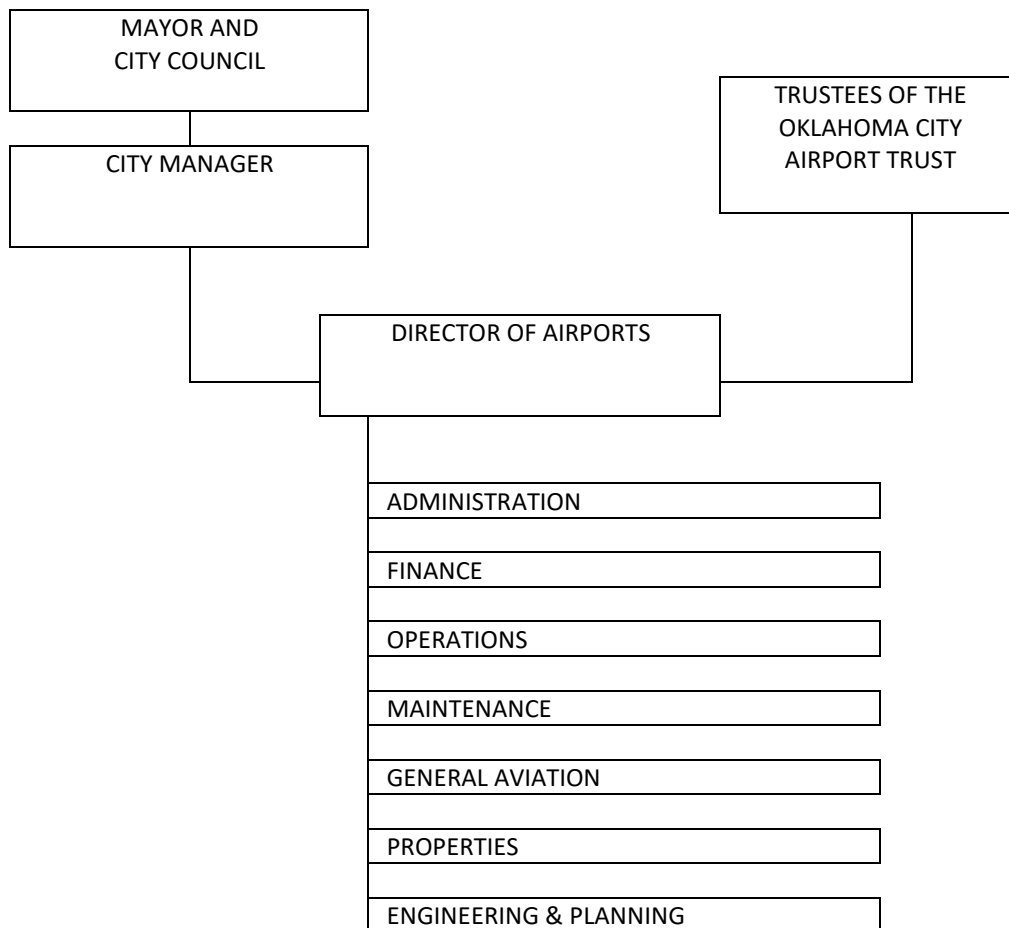 MAYOR AND
CITY COUNCIL
TRUSTEES OF THE
OKLAHOMA CITY
AIRPORT TRUST
CITY MANAGER
DIRECTOR OF AIRPORTS
ADMINISTRATION
FINANCE
OPERATIONS
MAINTENANCE
GENERAL AVIATION
PROPERTIES
ENGINEERING & PLANNING